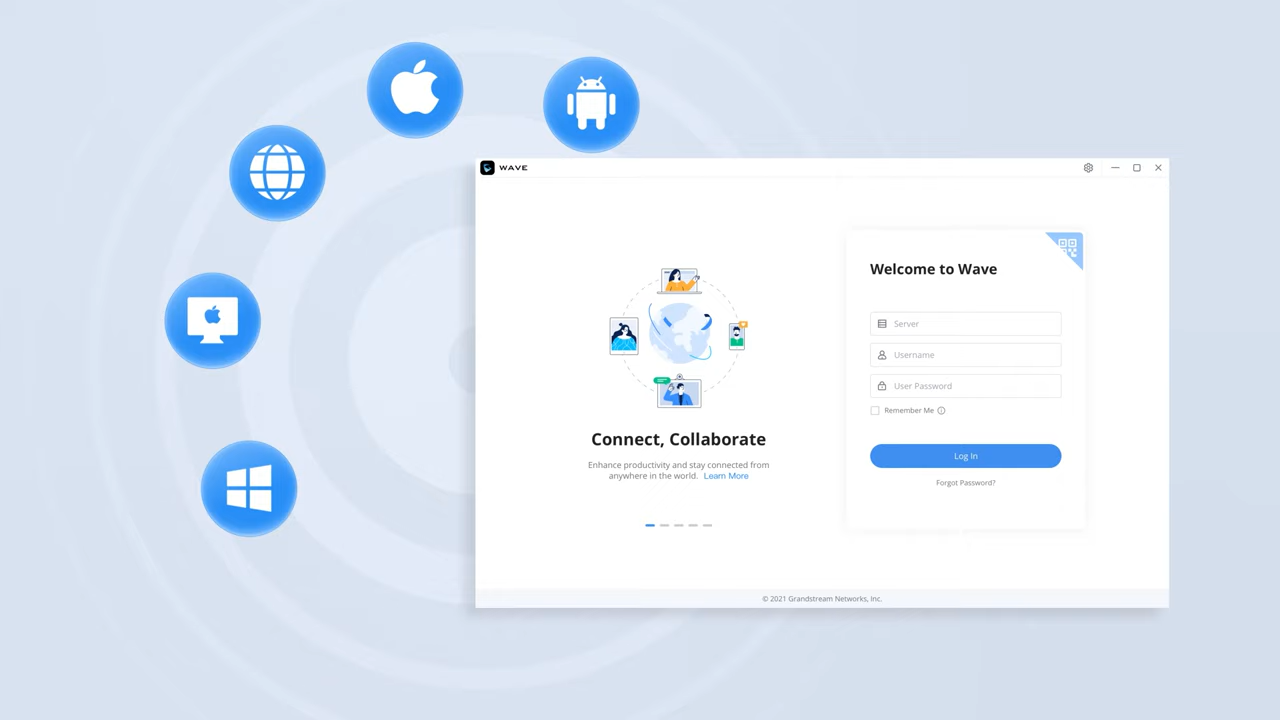 WAVE
Welcome to Wave
Server
Username
User Password
Remember Me
Log In
Forgot Password?
Connect, Collaborate
Enhance productivity and stay connected from
anywhere in the world. Learn More
© 2021 Grandstream Networks, Inc.